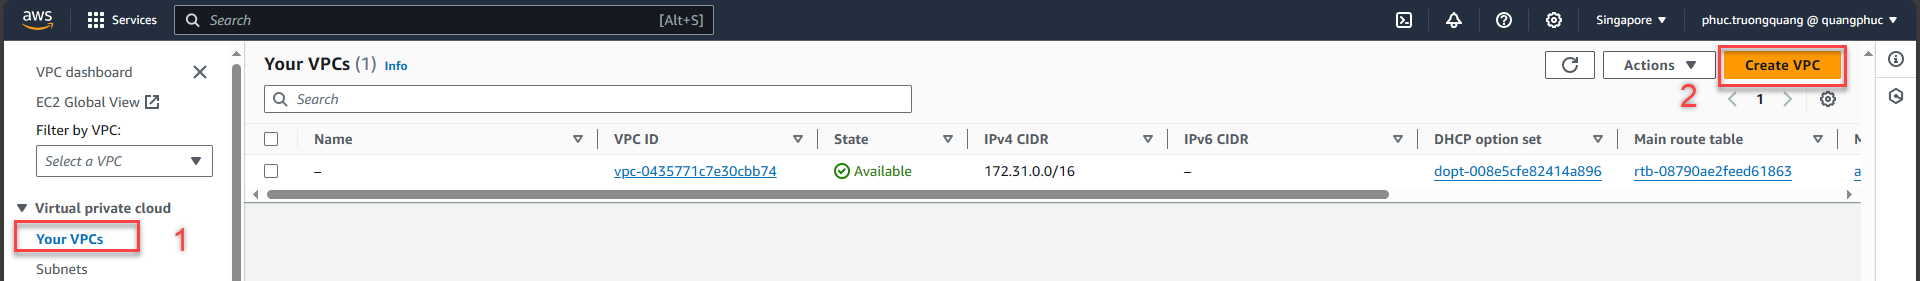 aws Services Search [Alt+S] Singapore phuc.truongquang @ quangphuc
VPC dashboard
EC2 Global View
Filter by VPC:
Select a VPC
Virtual private cloud
Your VPCs 1
Subnets
Your VPCs (1) Info Actions Create VPC
2
Search 1
Name VPC ID State IPv4 CIDR IPv6 CIDR DHCP option set Main route table M
– vpc-0435771c7e30cbb74 Available 172.31.0.0/16 – dopt-008e5cfe82414a896 rtb-08790ae2feed61863 a